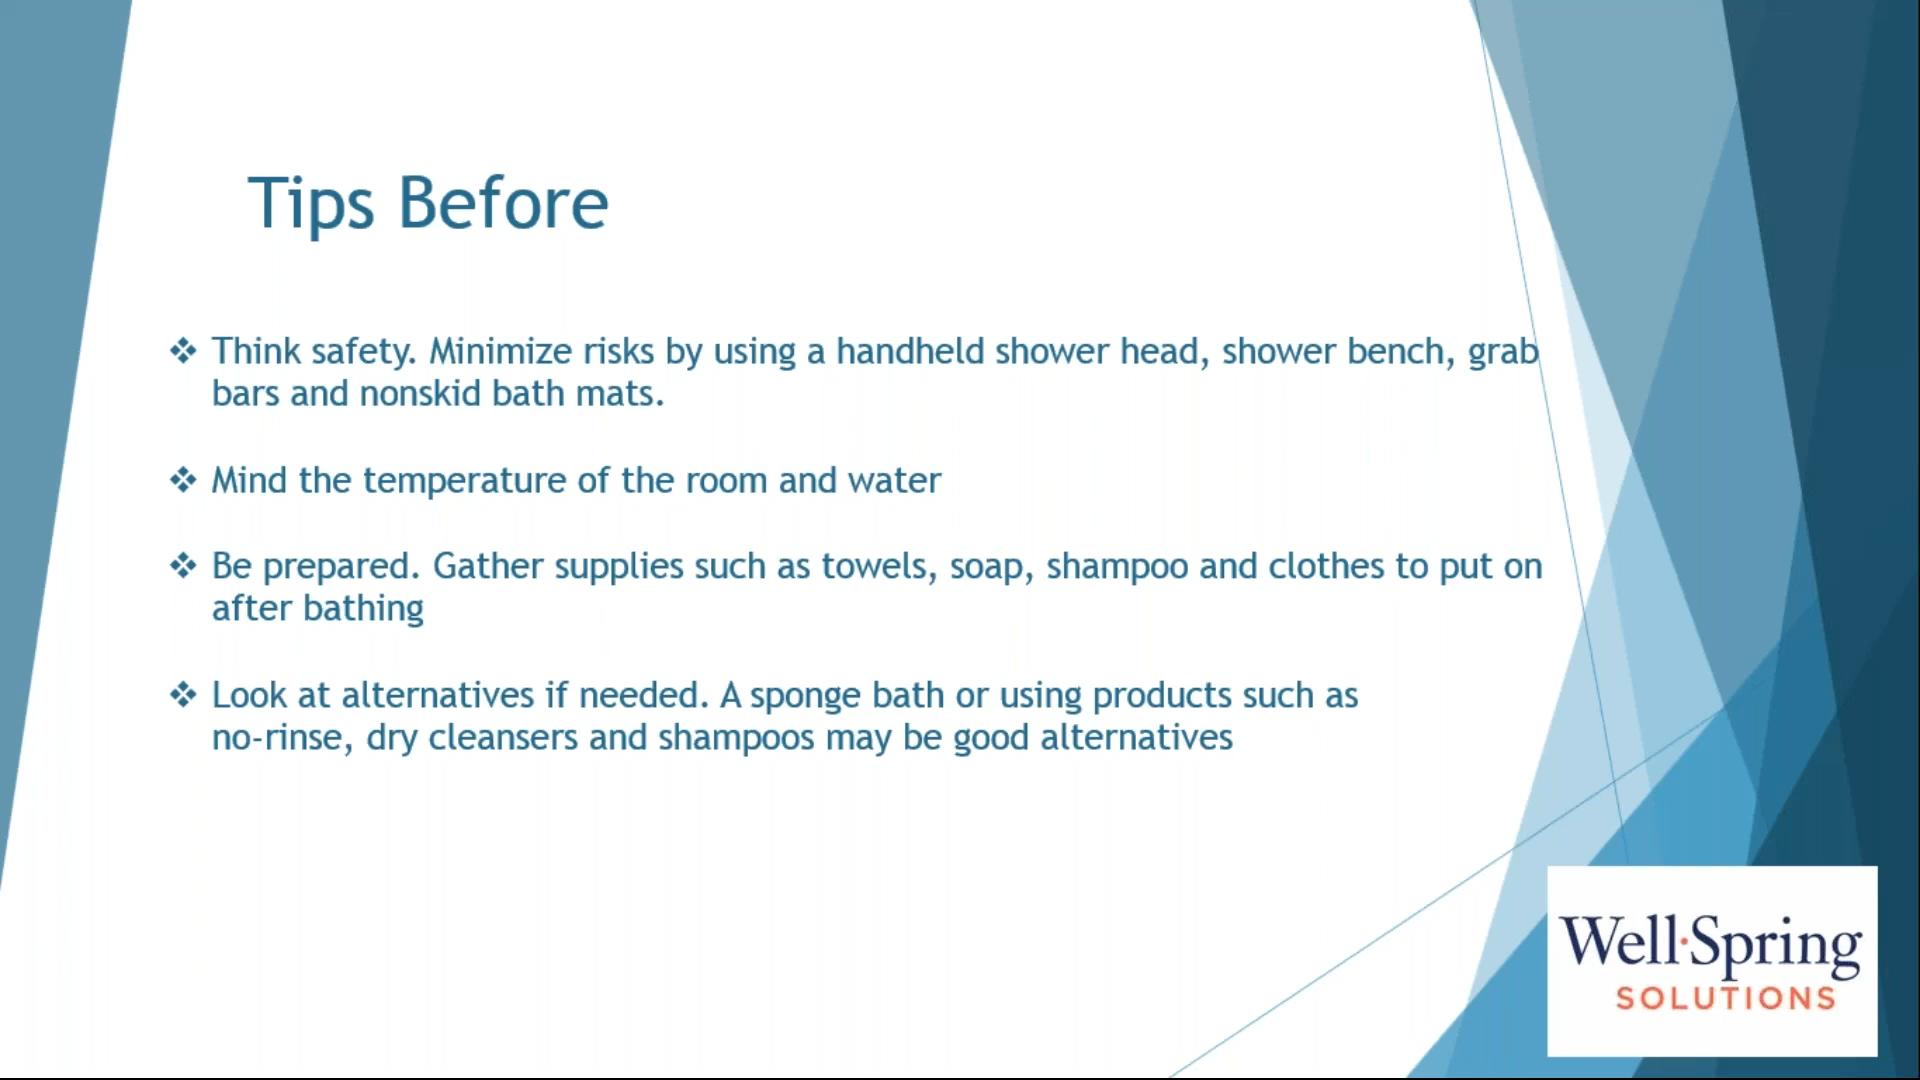 Tips Before
❖ Think safety. Minimize risks by using a handheld shower head, shower bench, grab
bars and nonskid bath mats.
❖ Mind the temperature of the room and water
❖ Be prepared. Gather supplies such as towels, soap, shampoo and clothes to put on
after bathing
❖ Look at alternatives if needed. A sponge bath or using products such as
no-rinse, dry cleansers and shampoos may be good alternatives
Well·Spring
SOLUTIONS